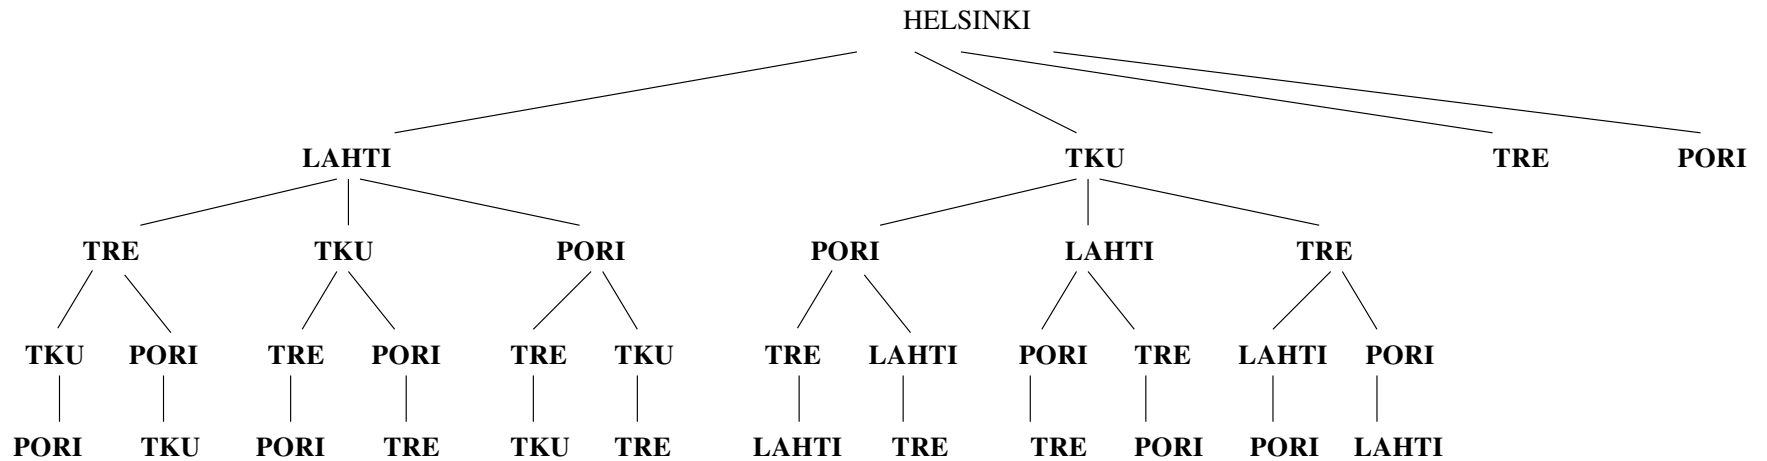 HELSINKI
LAHTI TKU TRE PORI
TRE TKU PORI PORI LAHTI TRE
TKU PORI TRE PORI TRE TKU TRE LAHTI PORI TRE LAHTI PORI
PORI TKU PORI TRE TKU TRE LAHTI TRE TRE PORI PORI LAHTI